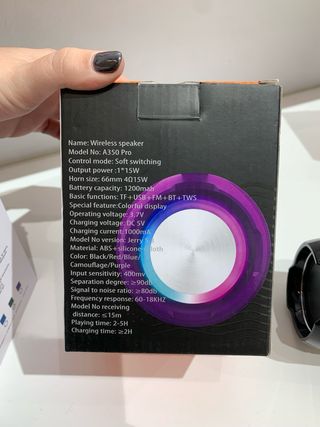 Name: Wireless speaker
Model No: A350 Pro
Control mode: Soft switching
Output power :1*15W
Horn size: 66mm 4Ω15W
Battery capacity: 1200mah
Basic functions: TF+USB+FM+BT+TWS
Special feature:Colorful display
Operating voltage: 3.7V
Charging voltage: DC 5V
Charging current:1000mA
Model No version: Jerry 5
Material: ABS+silicone+cloth
Color: Black/Red/Blue/
Camouflage/Purple
Input sensitivity: 400mv
Separation degree: ≥90db
Signal to noise ratio: ≥80db
Frequency response: 60-18KHZ
Model No receiving
distance: ≤15m
Playing time: 2-5H
Charging time: ≥2H